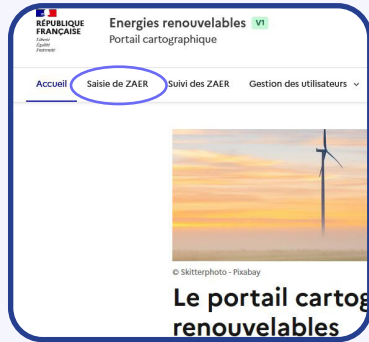 RÉPUBLIQUE
FRANÇAISE
Liberté
Égalité
Fraternité
Energies renouvelables V1
Portail cartographique
Accueil Saisie de ZAER Suivi des ZAER Gestion des utilisateurs
© Skitterphoto - Pixabay
Le portail cartog
renouvelables